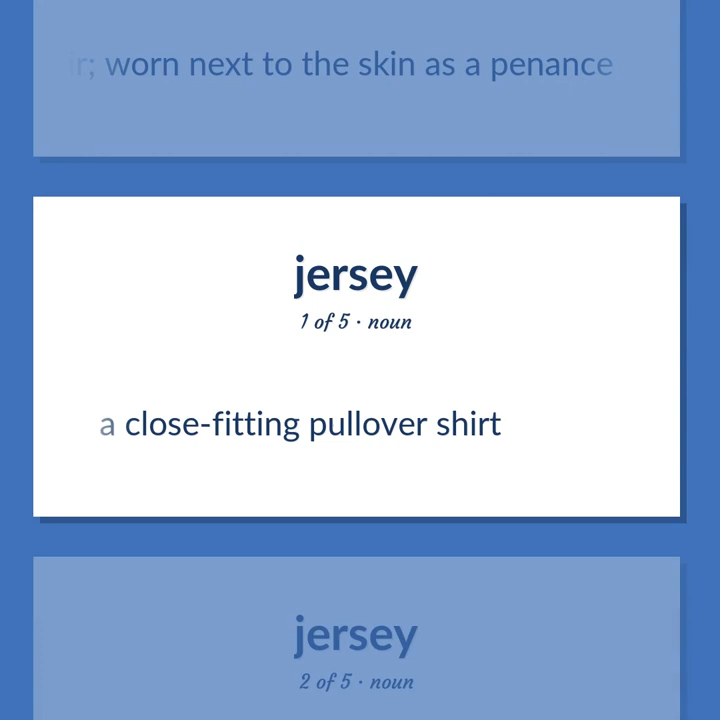 worn next to the skin as a penance
jersey
1 of 5 · noun
a close-fitting pullover shirt
jersey
2 of 5 · noun